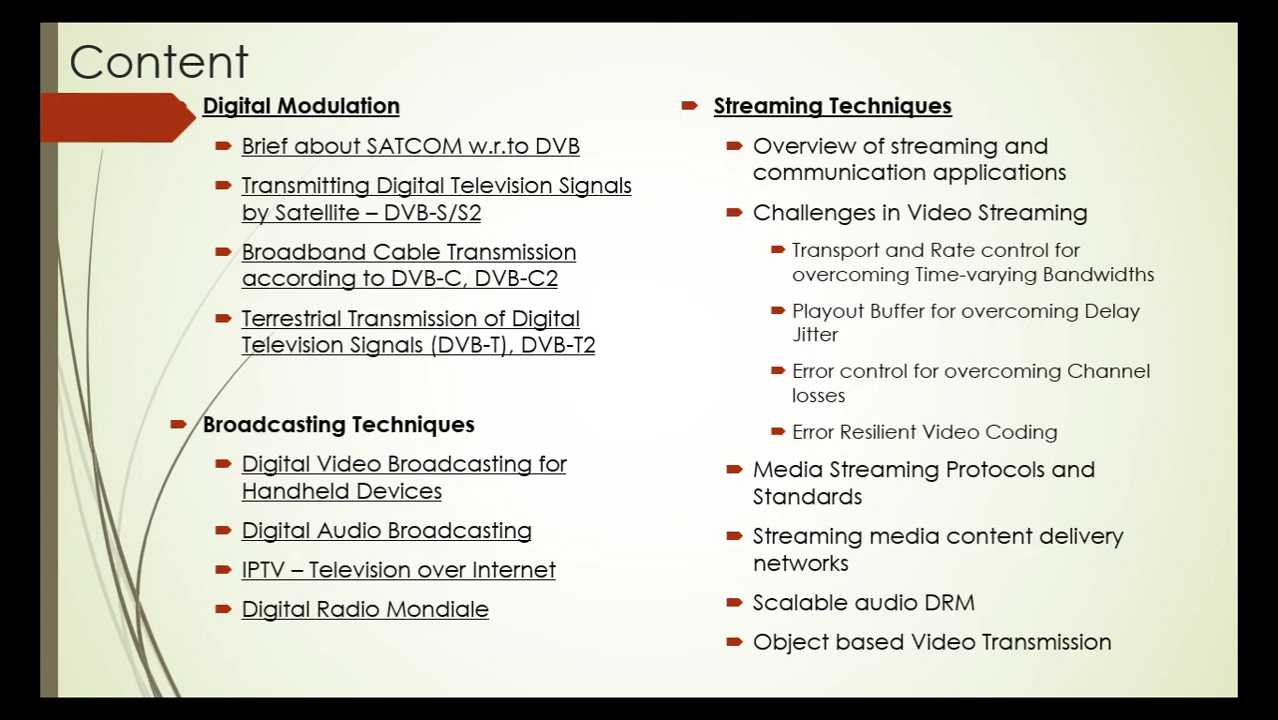 Content
Digital Modulation
Brief about SATCOM w.r.to DVB
Transmitting Digital Television Signals
by Satellite – DVB-S/S2
Broadband Cable Transmission
according to DVB-C, DVB-C2
Terrestrial Transmission of Digital
Television Signals (DVB-T), DVB-T2
Broadcasting Techniques
Digital Video Broadcasting for
Handheld Devices
Digital Audio Broadcasting
IPTV – Television over Internet
Digital Radio Mondiale
Streaming Techniques
Overview of streaming and
communication applications
Challenges in Video Streaming
Transport and Rate control for
overcoming Time-varying Bandwidths
Playout Buffer for overcoming Delay
Jitter
Error control for overcoming Channel
losses
Error Resilient Video Coding
Media Streaming Protocols and
Standards
Streaming media content delivery
networks
Scalable audio DRM
Object based Video Transmission